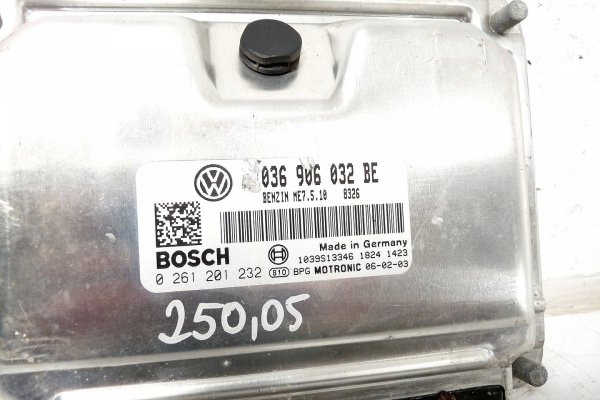 036 906 032 BE
BENZIN ME7.5.10 8326
BOSCH
Made in Germany
1039S13346 1824 1423
0 261 201 232 810 BPG MOTRONIC 06-02-03
250,05